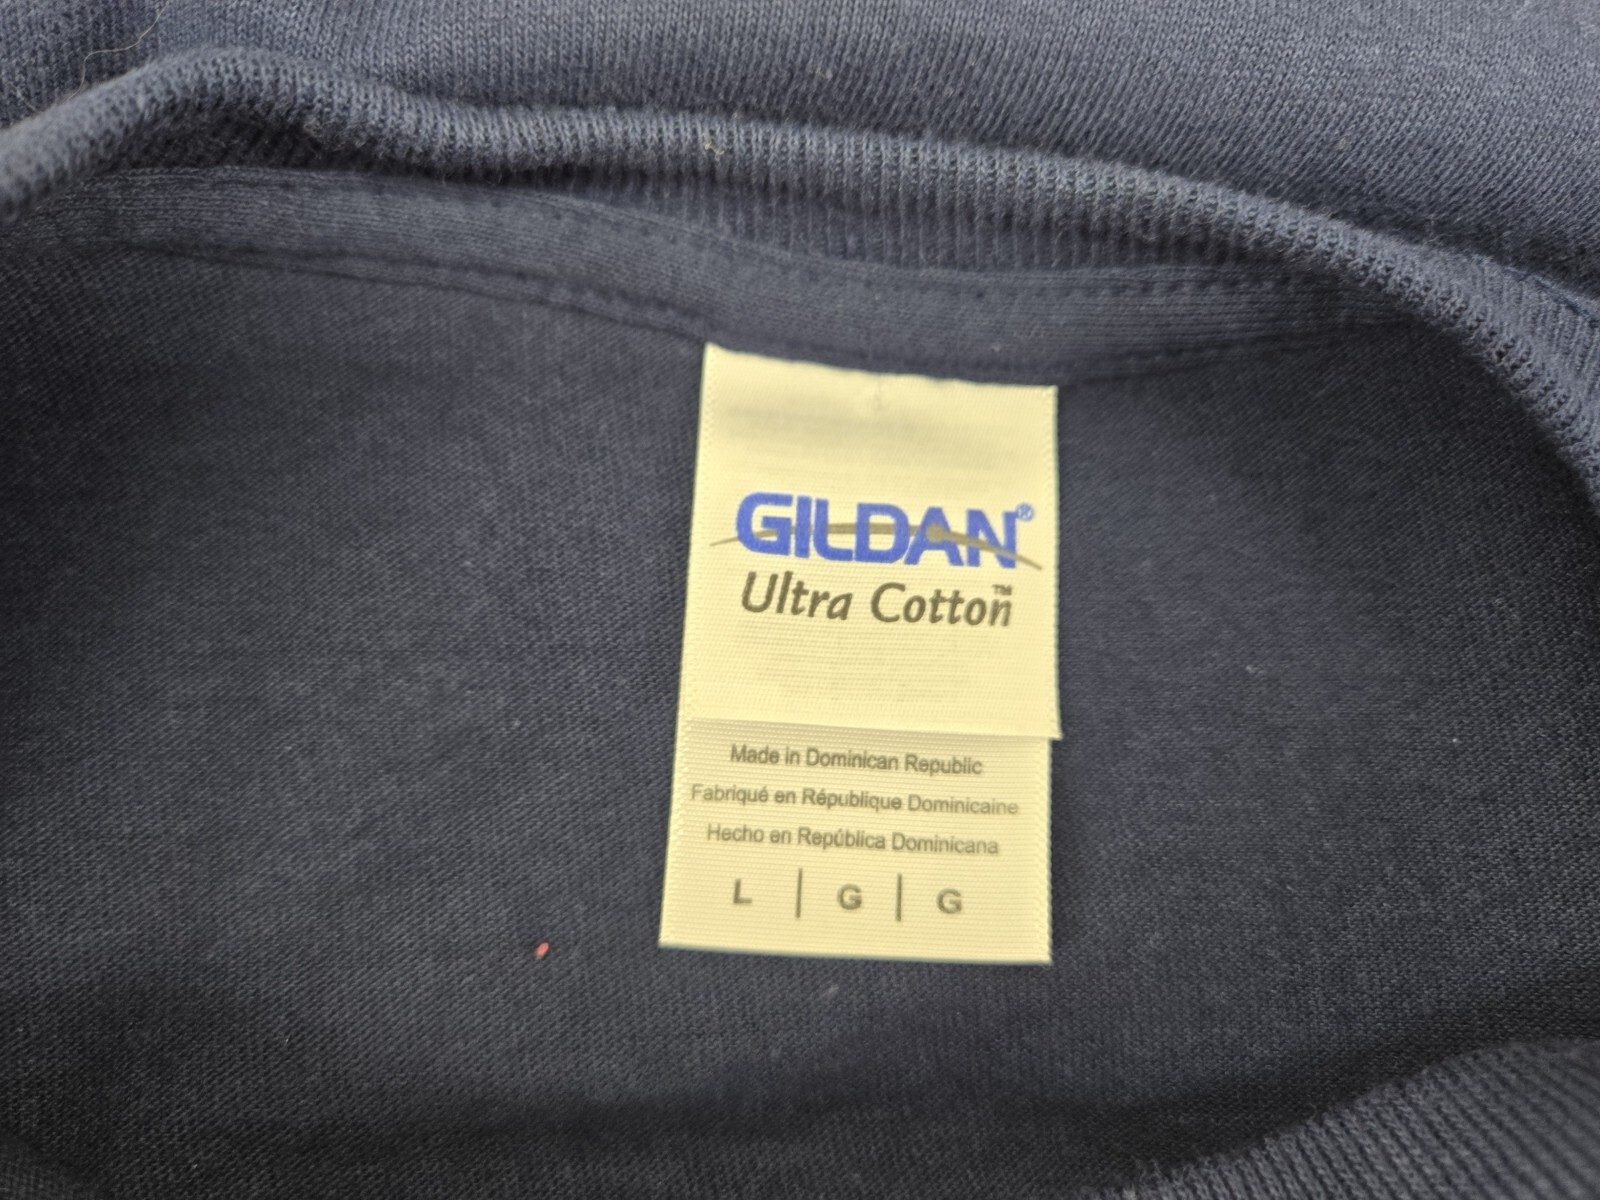 GILDAN®
Ultra Cotton™
Made in Dominican Republic
Fabriqué en République Dominicaine
Hecho en República Dominicana
L | G | G